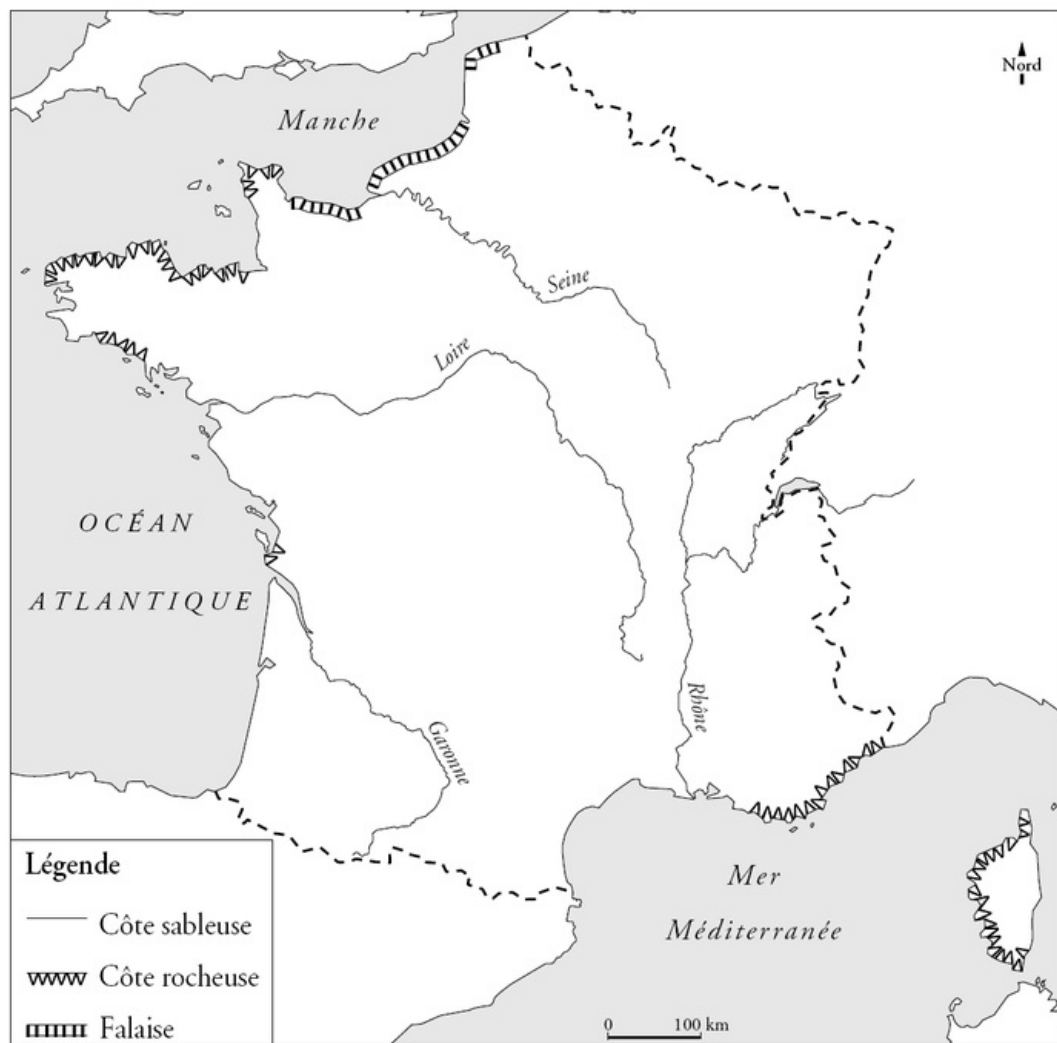 Nord
Manche
Seine
Loire
OCÉAN
ATLANTIQUE
Rhône
Garonne
Mer
Méditerranée
Légende
Côte sableuse
Côte rocheuse
Falaise
0 100 km